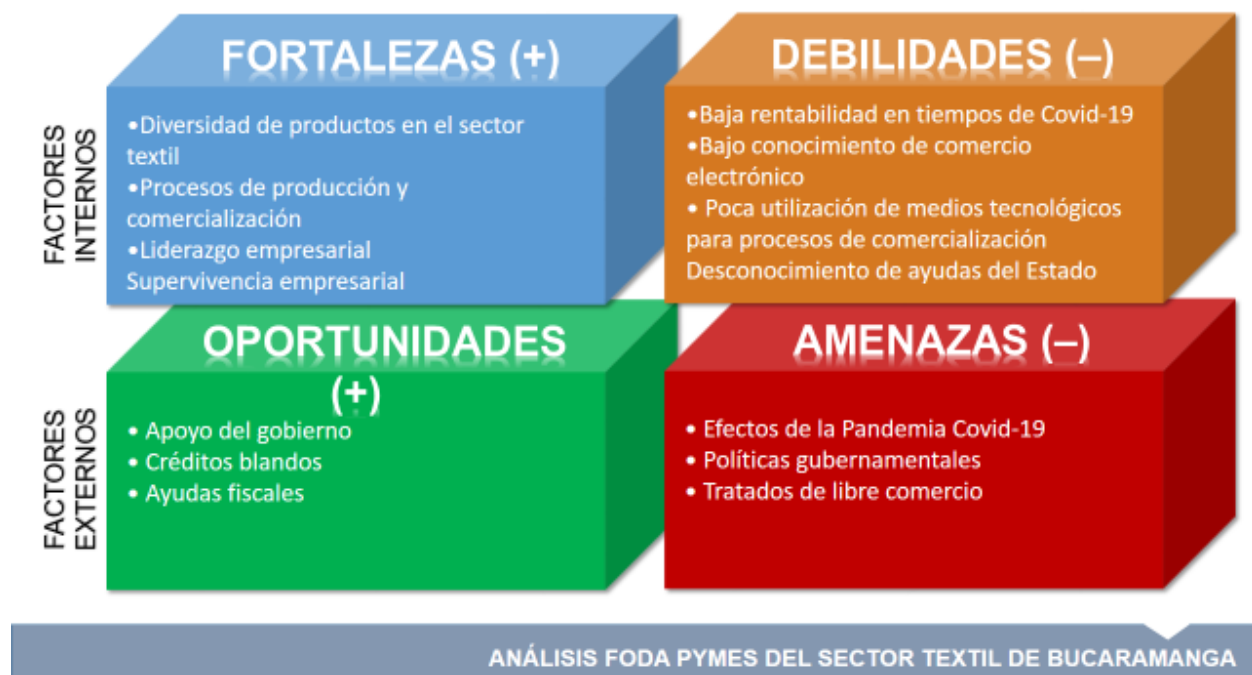 FACTORES
INTERNOS
FORTALEZAS (+)
•Diversidad de productos en el sector
textil
•Procesos de producción y
comercialización
•Liderazgo empresarial
Supervivencia empresarial
DEBILIDADES (–)
•Baja rentabilidad en tiempos de Covid-19
•Bajo conocimiento de comercio
electrónico
• Poca utilización de medios tecnológicos
para procesos de comercialización
Desconocimiento de ayudas del Estado
FACTORES
EXTERNOS
OPORTUNIDADES
(+)
• Apoyo del gobierno
• Créditos blandos
• Ayudas fiscales
AMENAZAS (–)
• Efectos de la Pandemia Covid-19
• Políticas gubernamentales
• Tratados de libre comercio
ANÁLISIS FODA PYMES DEL SECTOR TEXTIL DE BUCARAMANGA